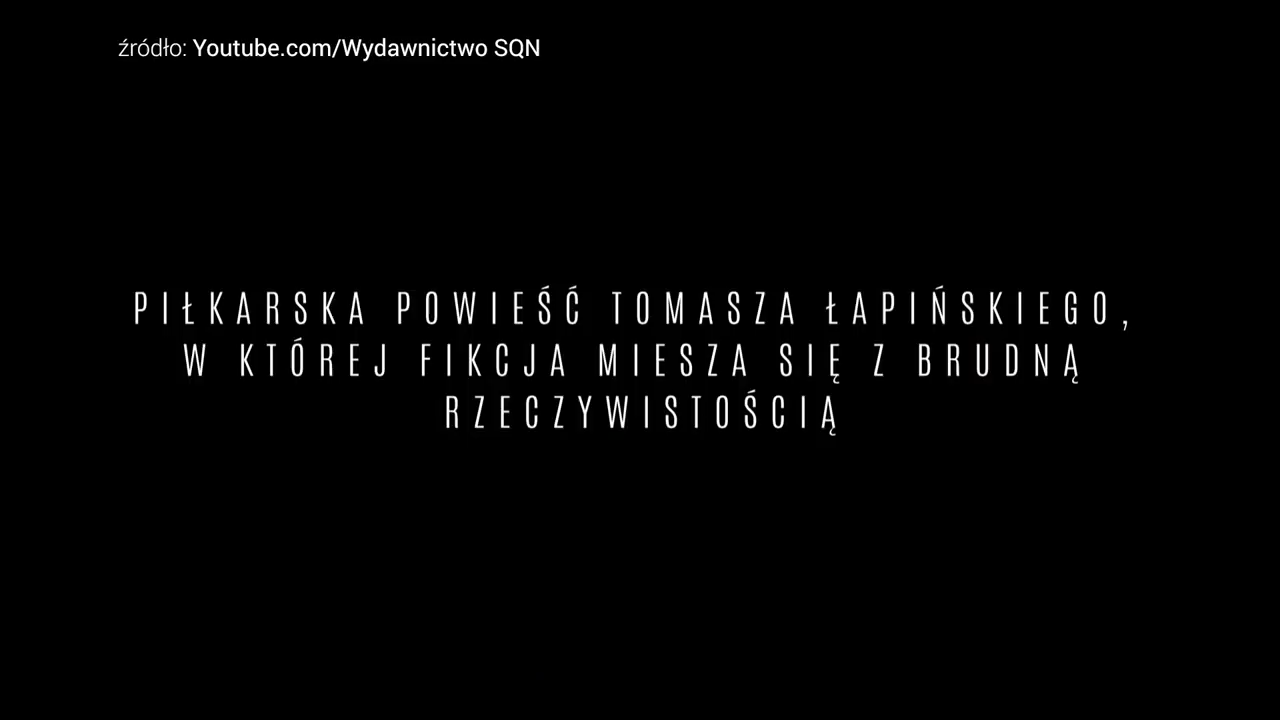 źródło: Youtube.com/Wydawnictwo SQN
PIŁKARSKA POWIEŚĆ TOMASZA ŁAPIŃSKIEGO,
W KTÓREJ FIKCJA MIESZA SIĘ Z BRUDNĄ
RZECZYWISTOŚCIĄ